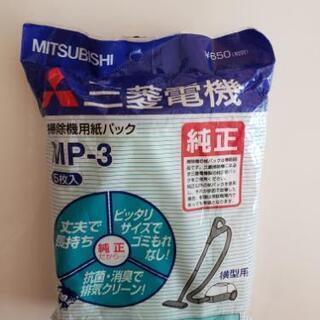 MITSUBISHI
¥650
三菱電機
掃除機用紙パック
MP-3
5枚入
純正
丈夫で
長持ち
ピッタリ
サイズで
ゴミもれ
なし!
純正
だから…
抗菌・消臭で
排気クリーン!
横型用